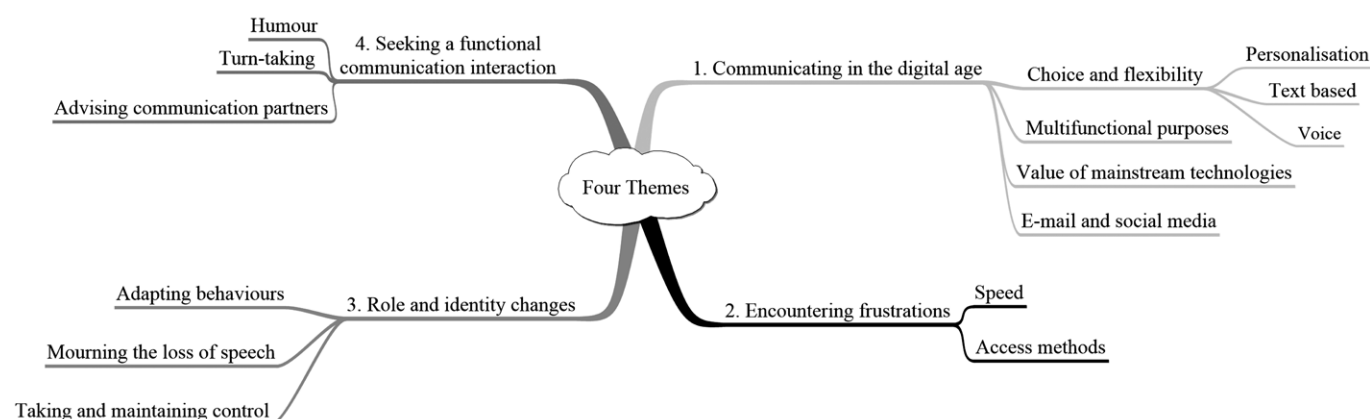 Four Themes
1. Communicating in the digital age
Choice and flexibility
Personalisation
Text based
Voice
Multifunctional purposes
Value of mainstream technologies
E-mail and social media
2. Encountering frustrations
Speed
Access methods
3. Role and identity changes
Adapting behaviours
Mourning the loss of speech
Taking and maintaining control
4. Seeking a functional
communication interaction
Humour
Turn-taking
Advising communication partners